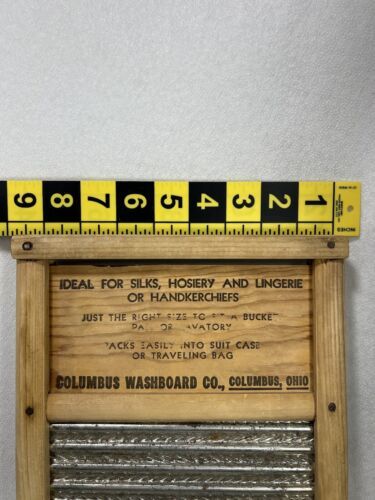 1 2 3 4 5 6 7 8 9
INCHES
IDEAL FOR SILKS, HOSIERY AND LINGERIE
OR HANDKERCHIEFS
JUST THE RIGHT SIZE TO FIT A BUCKET
PAIL OR LAVATORY
PACKS EASILY INTO SUIT CASE
OR TRAVELING BAG
COLUMBUS WASHBOARD CO., COLUMBUS, OHIO